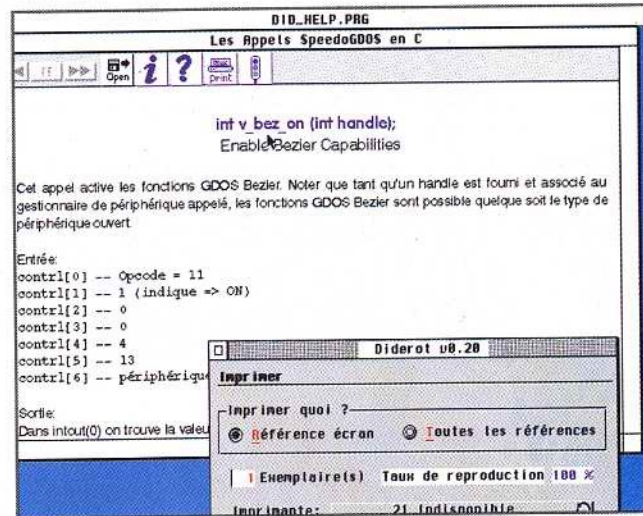 DID_HELP.PRG
Les Appels SpeedoGDOS en C
Open
i
?
Print
int v_bez_on (int handle);
Enable Bezier Capabilities
Cet appel active les fonctions GDOS Bezier. Noter que tant qu'un handle est fourni et associé au
gestionnaire de périphérique appelé, les fonctions GDOS Bezier sont possible quelque soit le type de
périphérique ouvert
Entrée:
contrl[0] -- Opcode = 11
contrl[1] -- 1 (indique => ON)
contrl[2] -- 0
contrl[3] -- 0
contrl[4] -- 4
contrl[5] -- 13
contrl[6] -- périphérique
Sortie:
Dans intout(0) on trouve la valeu
Diderot v0.20
Imprimer
Imprimer quoi ?
Référence écran Toutes les références
1 Exemplaire(s) Taux de reproduction 100 %
Imprimante: 21 Indisponible